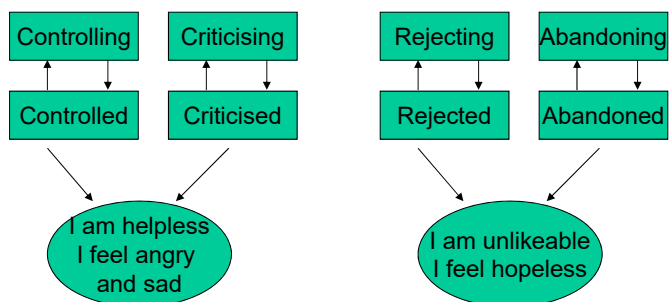 Controlling
Criticising
Rejecting
Abandoning
Controlled
Criticised
Rejected
Abandoned
I am helpless
I feel angry
and sad
I am unlikeable
I feel hopeless